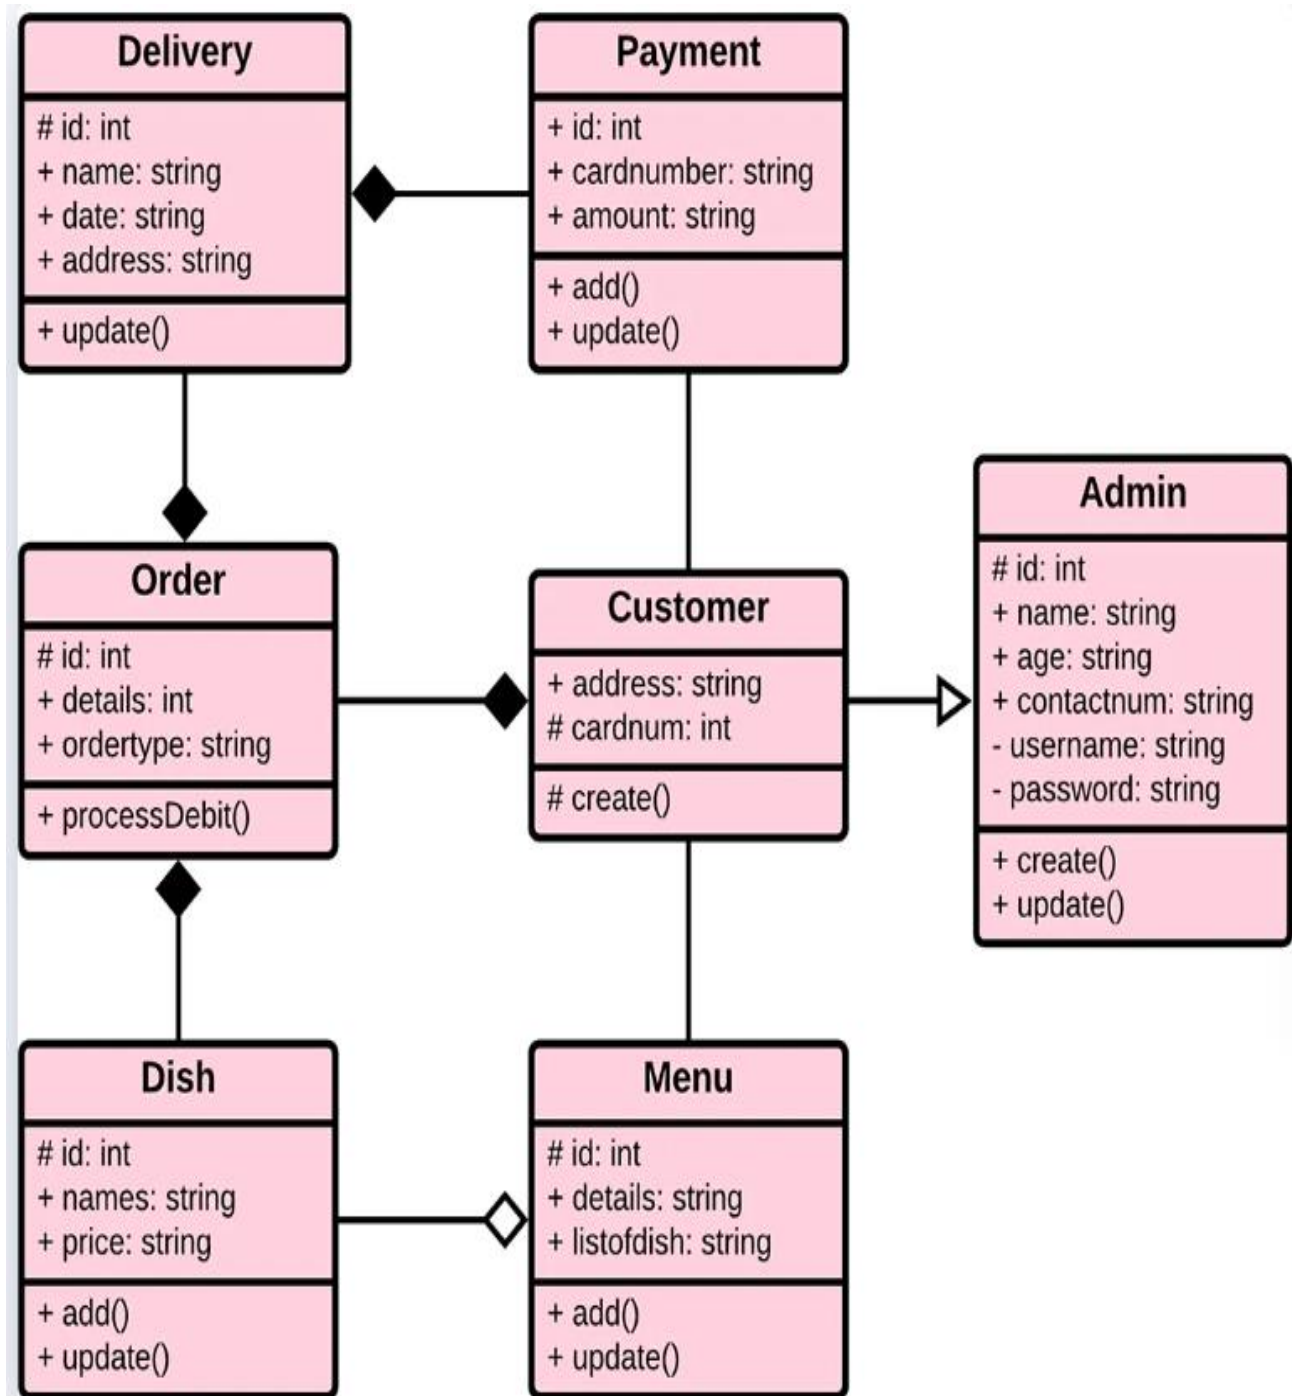 Delivery
# id: int
+ name: string
+ date: string
+ address: string
+ update()
Payment
+ id: int
+ cardnumber: string
+ amount: string
+ add()
+ update()
Order
# id: int
+ details: int
+ ordertype: string
+ processDebit()
Customer
+ address: string
# cardnum: int
# create()
Admin
# id: int
+ name: string
+ age: string
+ contactnum: string
- username: string
- password: string
+ create()
+ update()
Dish
# id: int
+ names: string
+ price: string
+ add()
+ update()
Menu
# id: int
+ details: string
+ listofdish: string
+ add()
+ update()